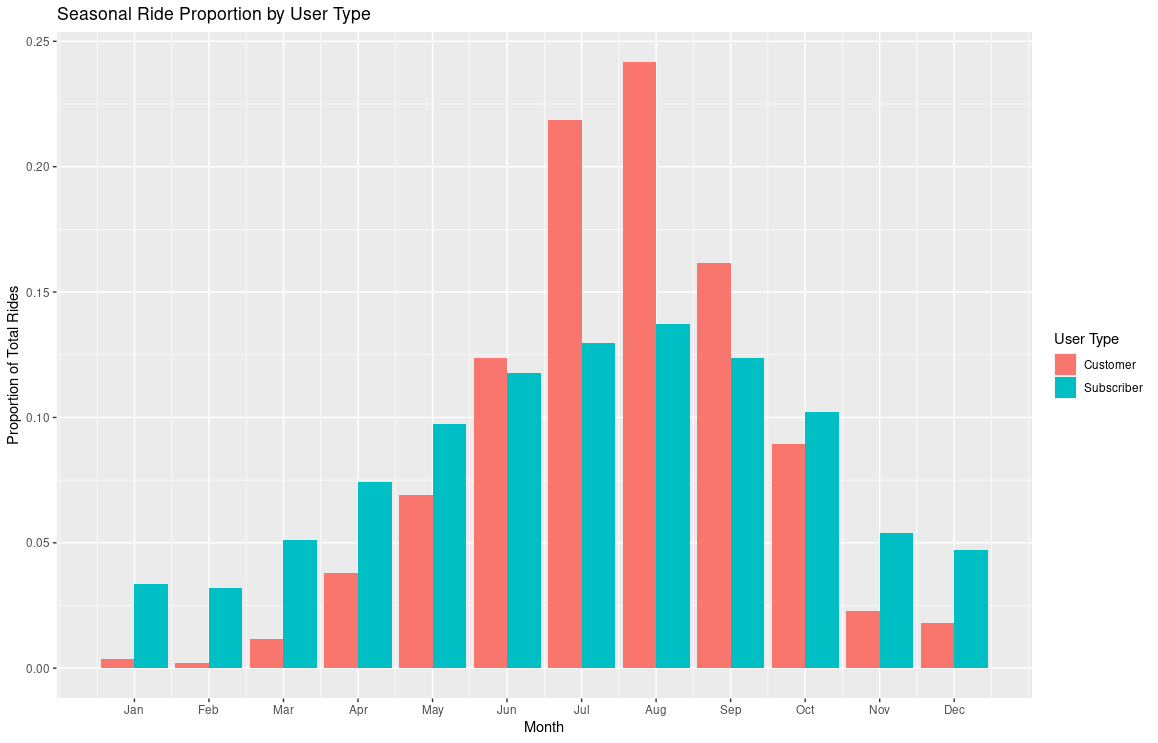 Seasonal Ride Proportion by User Type
Proportion of Total Rides
0.25
0.20
0.15
0.10
0.05
0.00
Jan Feb Mar Apr May Jun Jul Aug Sep Oct Nov Dec
Month
User Type
Customer
Subscriber